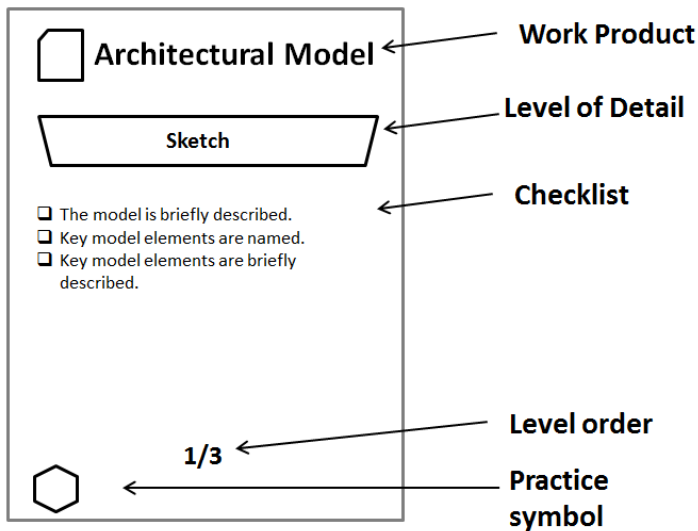 Architectural Model
Work Product
Level of Detail
Sketch
Checklist
The model is briefly described.
Key model elements are named.
Key model elements are briefly
described.
Level order
1/3
Practice
symbol